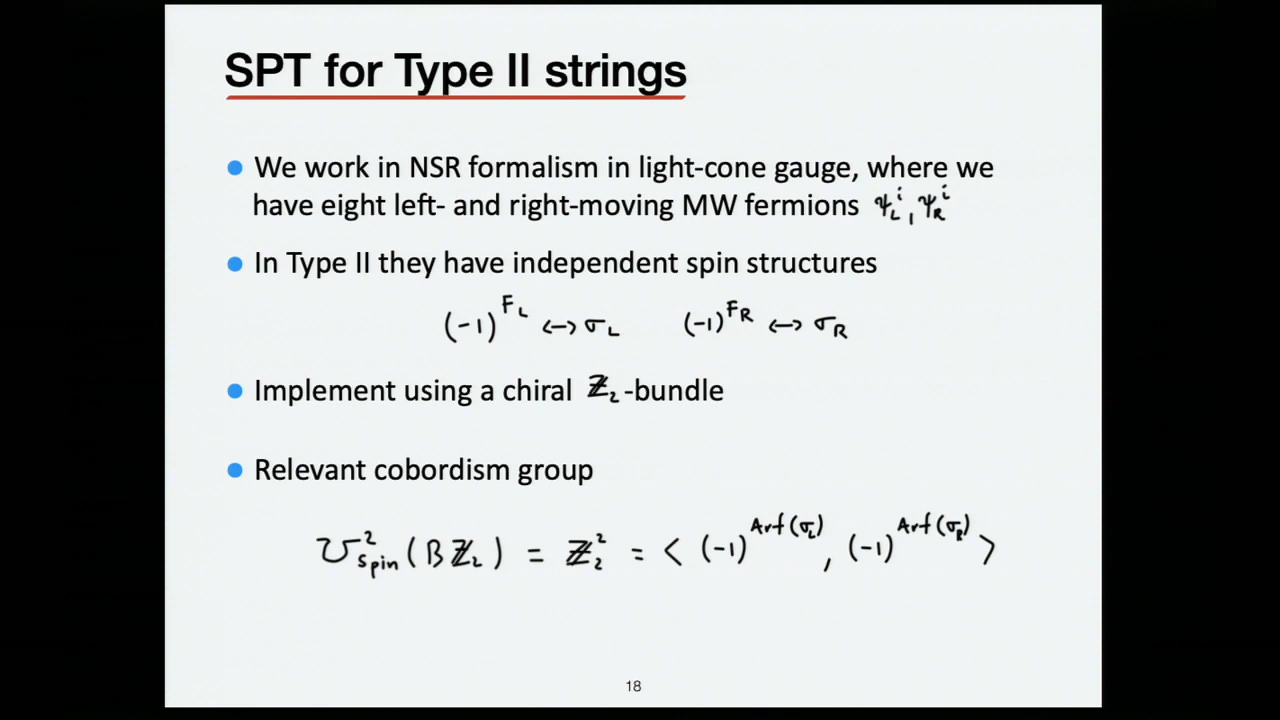 SPT for Type II strings
• We work in NSR formalism in light-cone gauge, where we
have eight left- and right-moving MW fermions ψ_L^i, ψ_R^i
• In Type II they have independent spin structures
(-1)^{F_L} ↔ σ_L (-1)^{F_R} ↔ σ_R
• Implement using a chiral ℤ₂-bundle
• Relevant cobordism group
℧²_{Spin}(Bℤ₂) = ℤ₂² = < (-1)^{Arf(σ_L)}, (-1)^{Arf(σ_R)} >
18